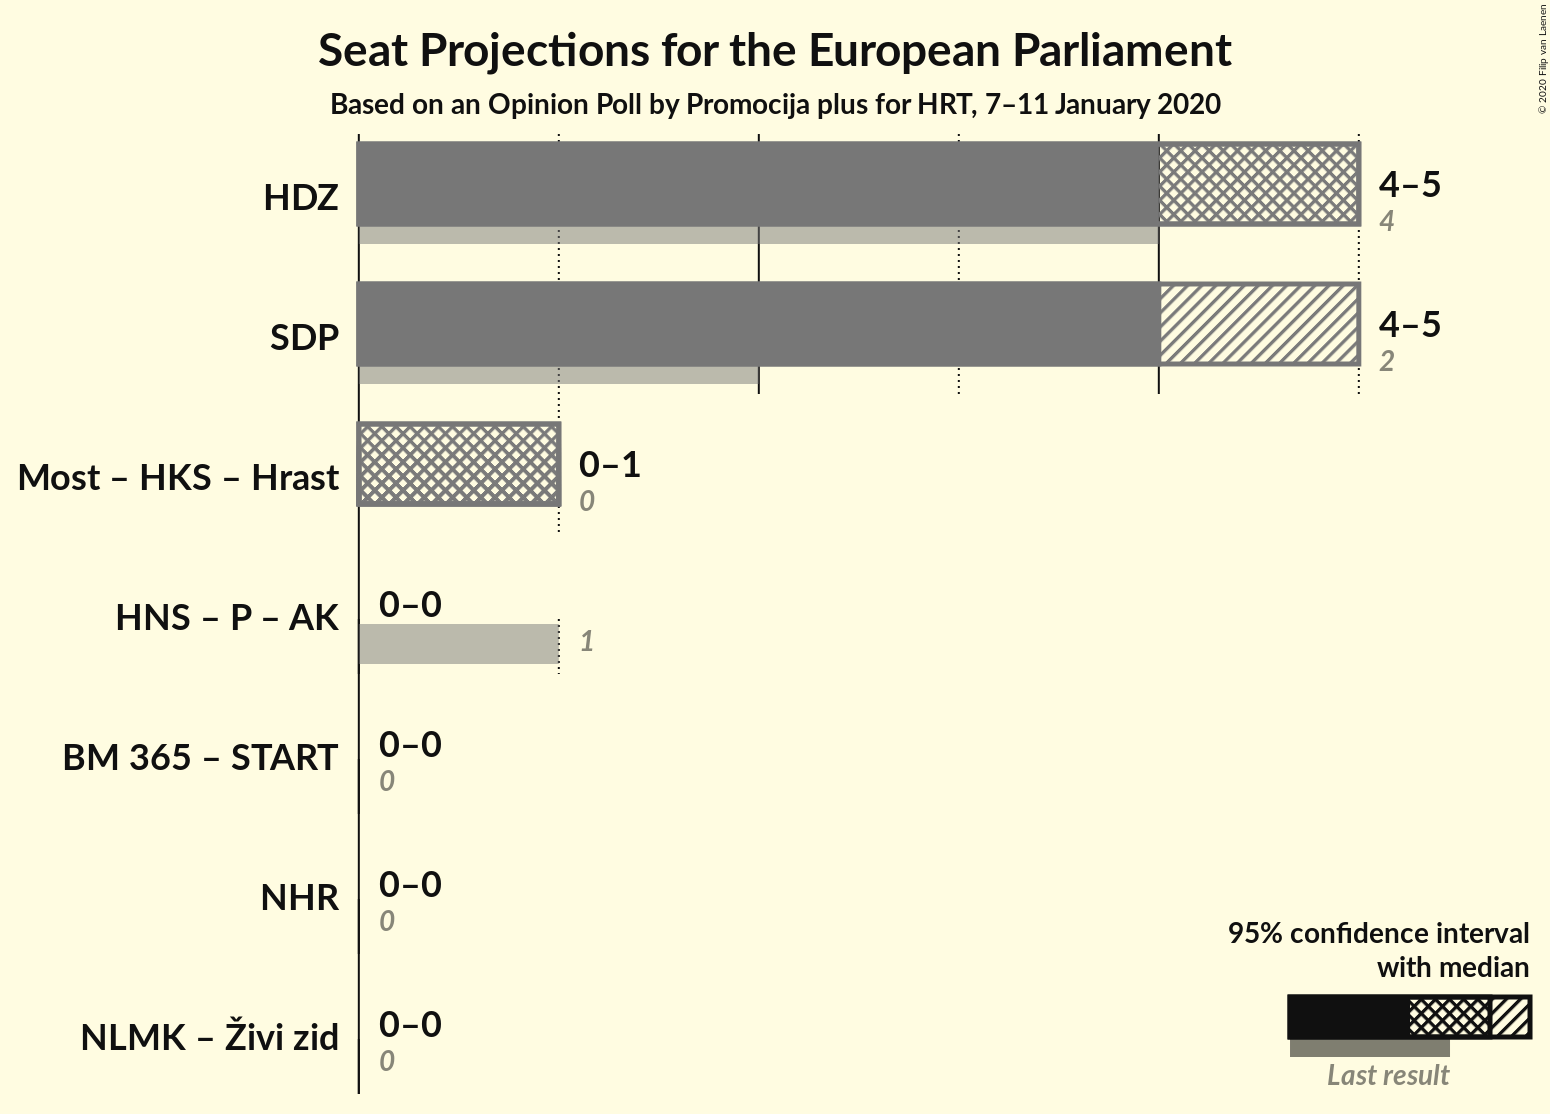 Seat Projections for the European Parliament
Based on an Opinion Poll by Promocija plus for HRT, 7–11 January 2020
© 2020 Filip van Laenen
HDZ
4–5
4
SDP
4–5
2
Most – HKS – Hrast
0–1
0
HNS – P – AK
0–0
1
BM 365 – START
0–0
0
NHR
0–0
0
NLMK – Živi zid
0–0
0
95% confidence interval
with median
Last result